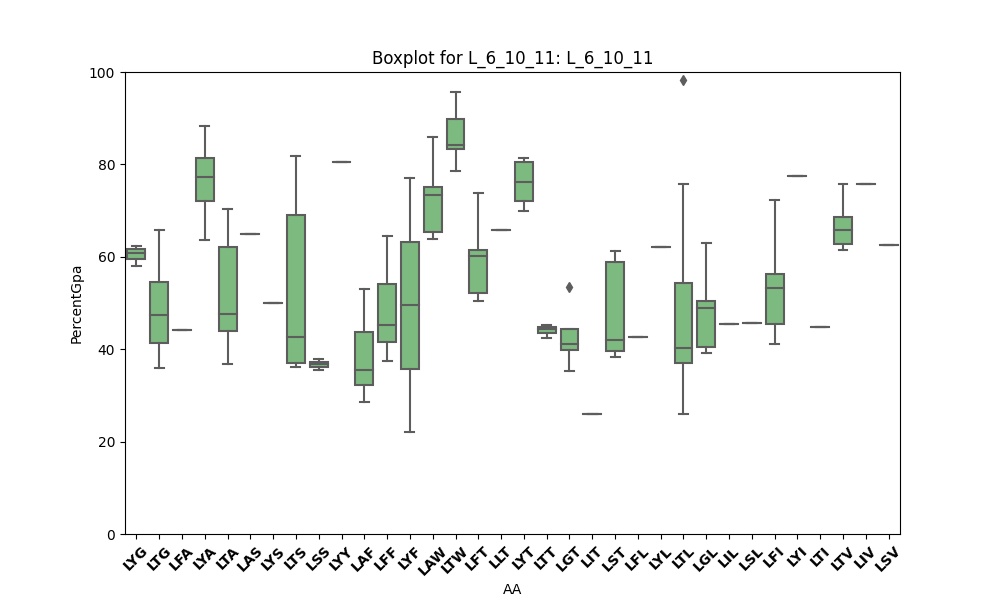 Boxplot for L_6_10_11: L_6_10_11
100
80
60
40
20
0
PercentGpa
LYG LTG LFA LYA LTA LAS LYS LTS LSS LYY LAF LFF LYF LAW LTW LFT LLT LYT LTT LGT LIT LST LFL LYL LTL LGL LIL LSL LFI LYI LTI LTV LIV LSV
AA